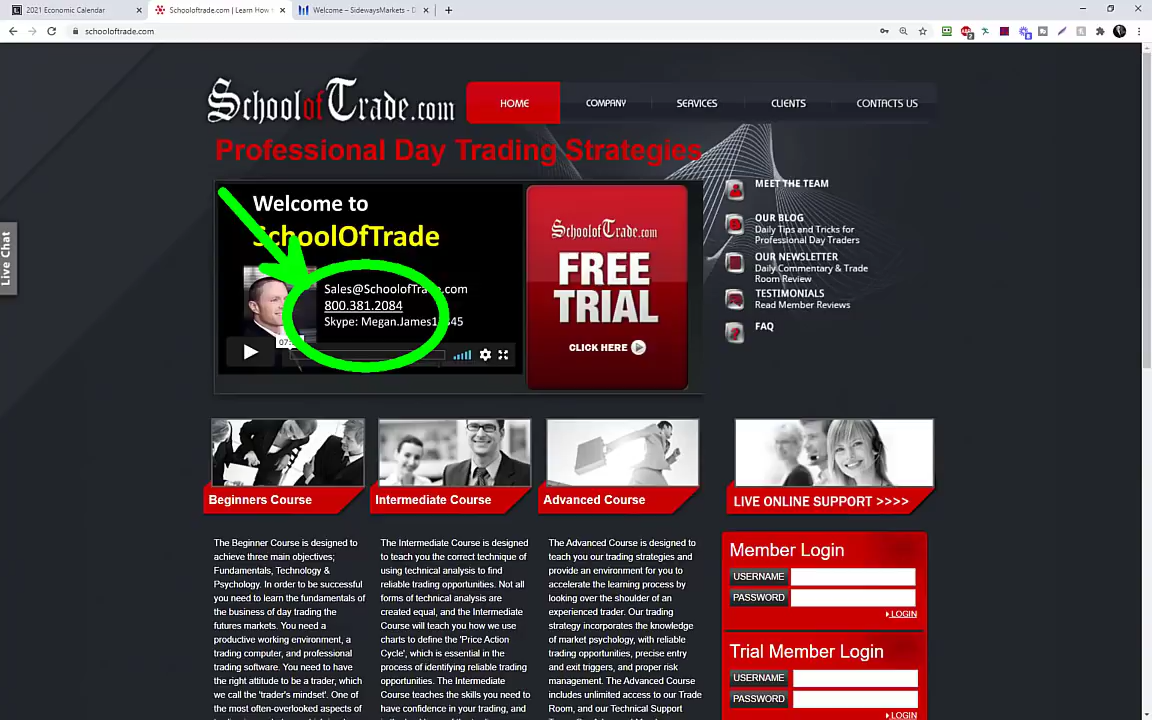 2021 Economic Calendar
Schooloftrade.com | Learn How
Welcome – SidewaysMarkets - D
schooloftrade.com
SchoolofTrade.com
HOME
COMPANY
SERVICES
CLIENTS
CONTACTS US
Professional Day Trading Strategies
Welcome to
SchoolOfTrade
Sales@SchoolofTrade.com
800.381.2084
Skype: Megan.James
SchoolofTrade.com
FREE
TRIAL
CLICK HERE
MEET THE TEAM
OUR BLOG
Daily Tips and Tricks for
Professional Day Traders
OUR NEWSLETTER
Daily Commentary & Trade
Room Review
TESTIMONIALS
Read Member Reviews
FAQ
Live Chat
Beginners Course
Intermediate Course
Advanced Course
LIVE ONLINE SUPPORT >>>>
The Beginner Course is designed to
achieve three main objectives;
Fundamentals, Technology &
Psychology. In order to be successful
you need to learn the fundamentals of
the business of day trading the
futures markets. You need a
productive working environment, a
trading computer, and professional
trading software. You need to have
the right attitude to be a trader, which
we call the 'trader's mindset'. One of
the most often-overlooked aspects of
The Intermediate Course is designed
to teach you the correct technique of
using technical analysis to find
reliable trading opportunities. Not all
forms of technical analysis are
created equal, and the Intermediate
Course will teach you how we use
charts to define the 'Price Action
Cycle', which is essential in the
process of identifying reliable trading
opportunities. The Intermediate
Course teaches the skills you need to
have confidence in your trading, and
The Advanced Course is designed to
teach you our trading strategies and
provide an environment for you to
accelerate the learning process by
looking over the shoulder of an
experienced trader. Our trading
strategy incorporates the knowledge
of market psychology, with reliable
trading opportunities, precise entry
and exit triggers, and proper risk
management. The Advanced Course
includes unlimited access to our Trade
Room, and our Technical Support
Member Login
USERNAME
PASSWORD
LOGIN
Trial Member Login
USERNAME
PASSWORD
LOGIN